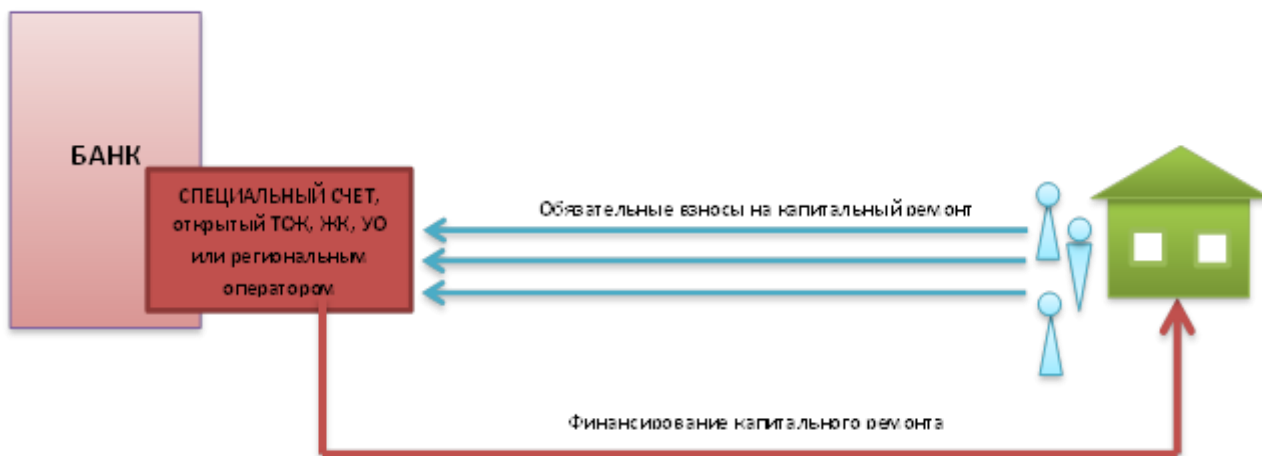 БАНК
СПЕЦИАЛЬНЫЙ СЧЕТ,
открытый ТСЖ, ЖК, УО
или региональным
оператором
Обязательные взносы на капитальный ремонт
Финансирование капитального ремонта